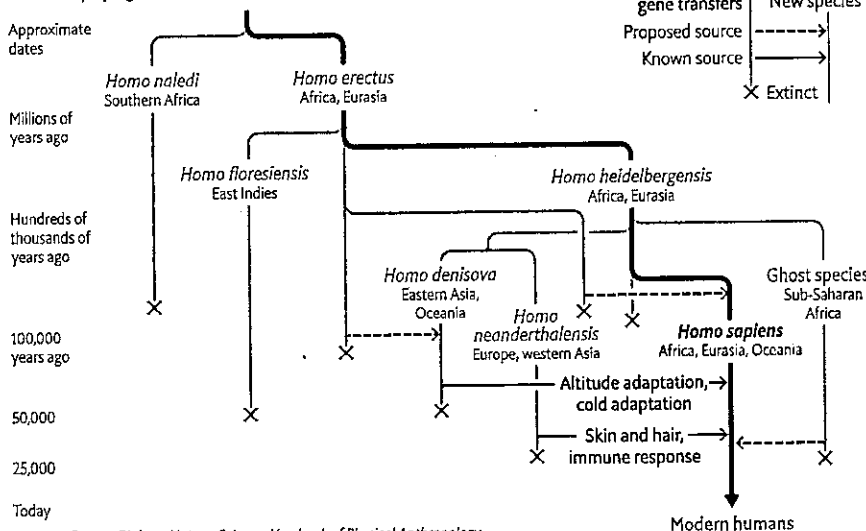 gene transfers
New species
Proposed source
Known source
Extinct
Approximate
dates
Homo naledi
Southern Africa
Homo erectus
Africa, Eurasia
Millions of
years ago
Homo floresiensis
East Indies
Homo heidelbergensis
Africa, Eurasia
Hundreds of
thousands of
years ago
Homo denisova
Eastern Asia,
Oceania
Homo
neanderthalensis
Europe, western Asia
Ghost species
Sub-Saharan
Africa
Homo sapiens
Africa, Eurasia, Oceania
100,000
years ago
Altitude adaptation,
cold adaptation
50,000
Skin and hair,
immune response
25,000
Today
Modern humans